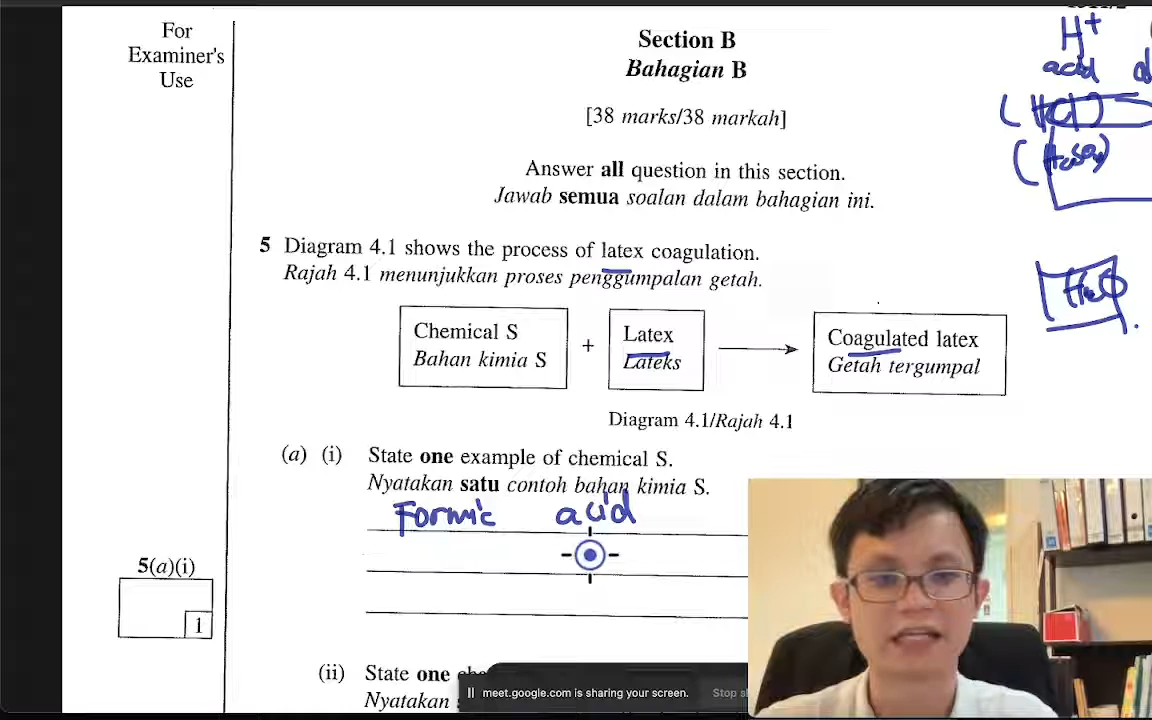 For
Examiner's
Use
Section B
Bahagian B
[38 marks/38 markah]
Answer all question in this section.
Jawab semua soalan dalam bahagian ini.
5 Diagram 4.1 shows the process of latex coagulation.
Rajah 4.1 menunjukkan proses penggumpalan getah.
Chemical S
Bahan kimia S
+
Latex
Lateks
Coagulated latex
Getah tergumpal
Diagram 4.1/Rajah 4.1
(a) (i) State one example of chemical S.
Nyatakan satu contoh bahan kimia S.
Formic acid
5(a)(i)
1
(ii) State one
Nyatakan
meet.google.com is sharing your screen.
Stop
H+
acid
(HCl)